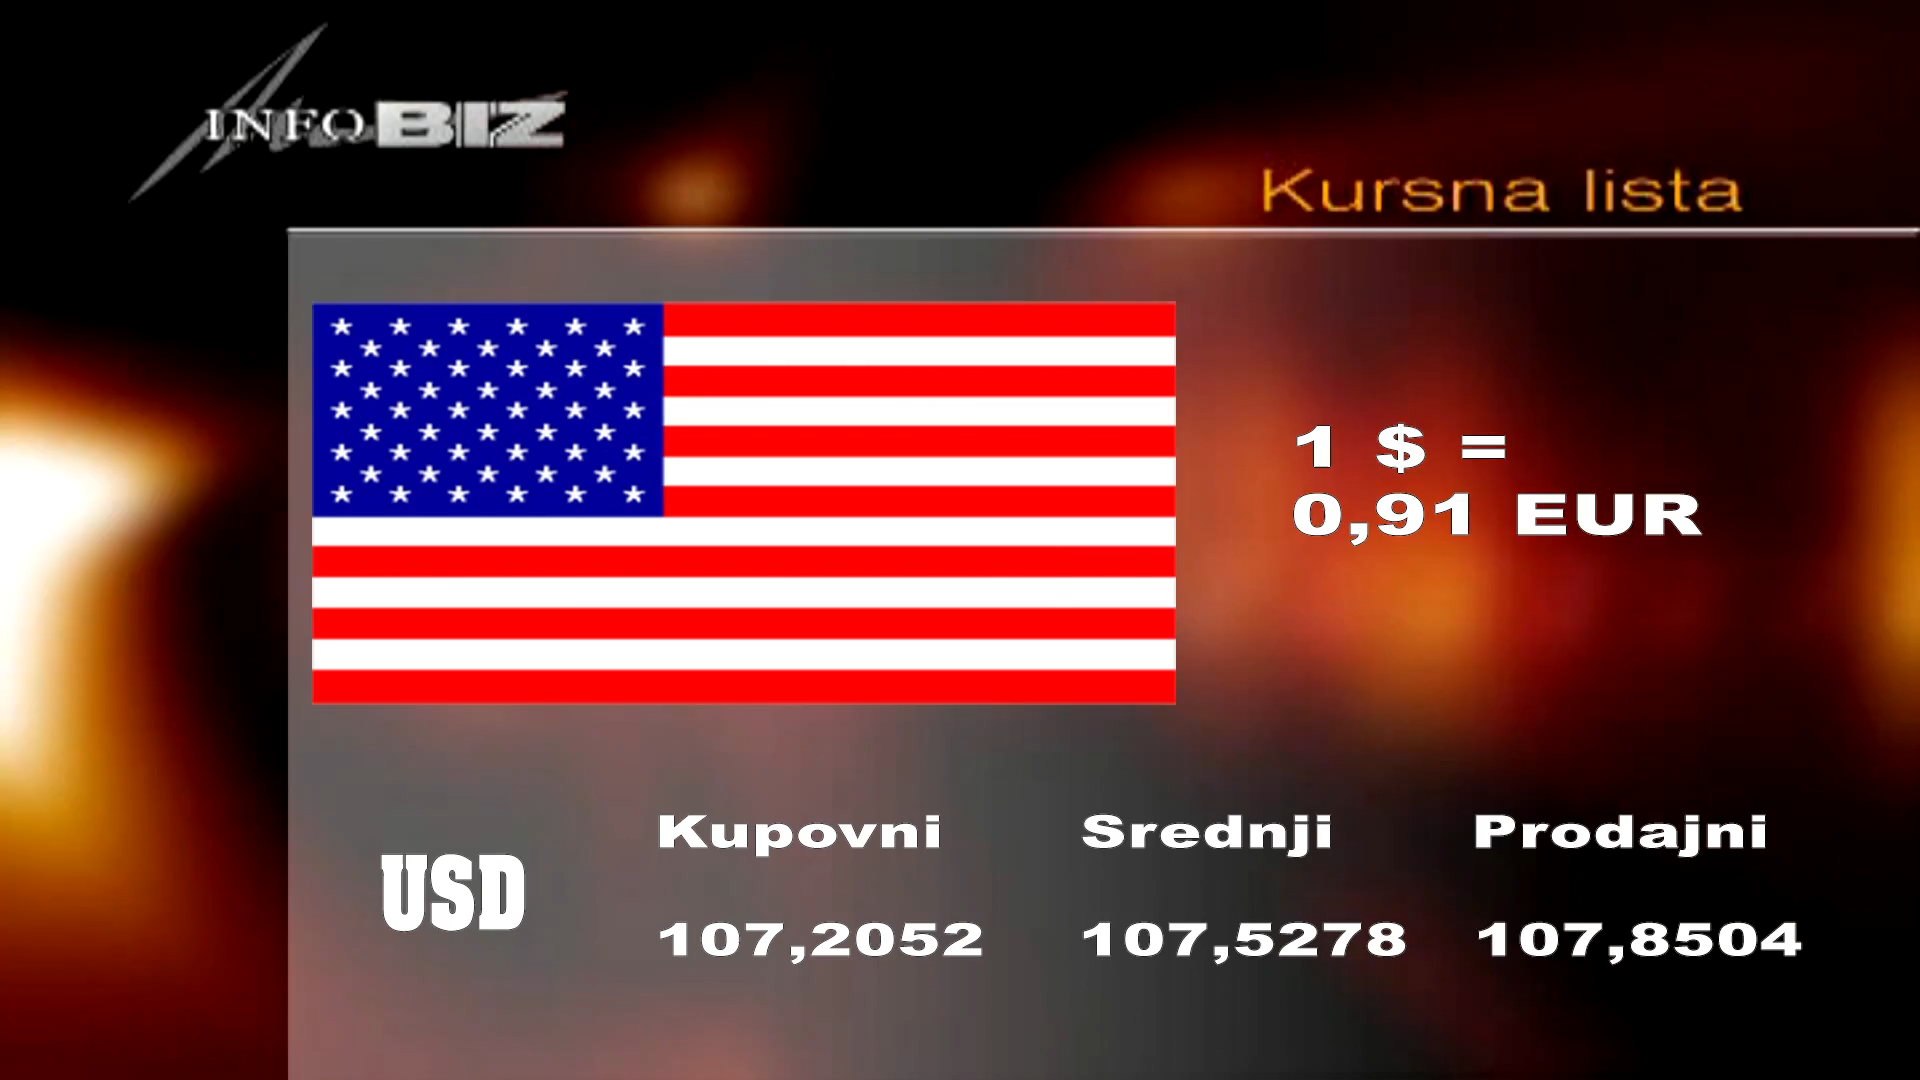 INFO BIZ
Kursna lista
1 $ =
0,91 EUR
Kupovni Srednji Prodajni
USD
107,2052 107,5278 107,8504